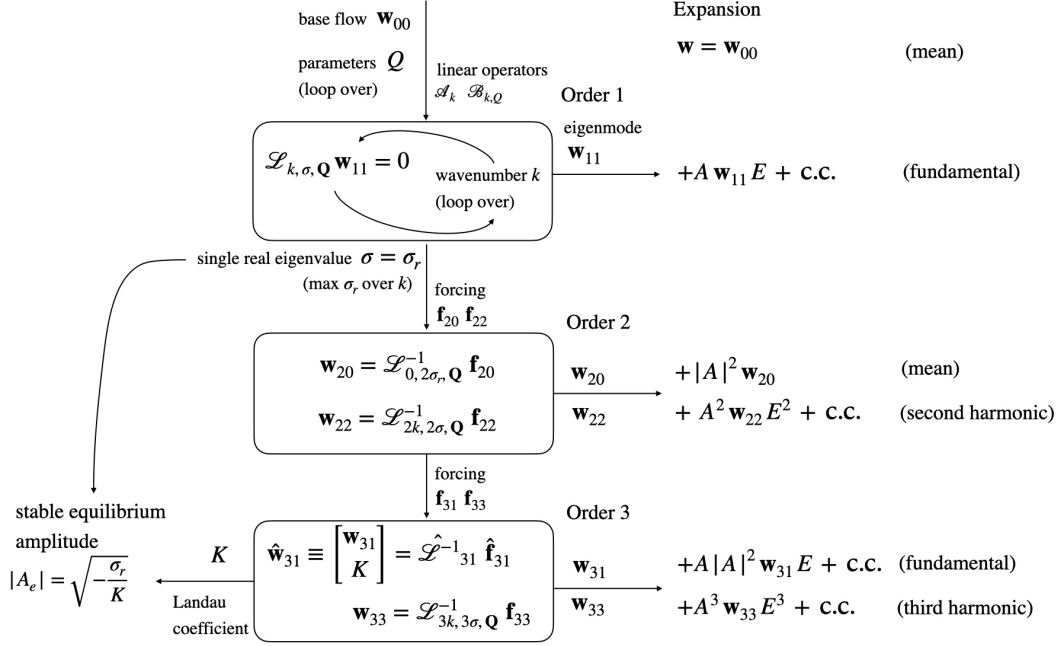 base flow w₀₀
Expansion
w = w₀₀ (mean)
parameters Q
(loop over)
linear operators
𝒜ₖ ℬₖ,Q
Order 1
eigenmode
w₁₁
ℒₖ, σ, Q w₁₁ = 0
wavenumber k
(loop over)
+A w₁₁ E + c.c. (fundamental)
single real eigenvalue σ = σᵣ
(max σᵣ over k)
forcing
f₂₀ f₂₂
Order 2
w₂₀ = ℒ⁻¹₀, ₂σᵣ, Q f₂₀
w₂₀
+|A|² w₂₀ (mean)
w₂₂ = ℒ⁻¹₂ₖ, ₂σ, Q f₂₂
w₂₂
+ A² w₂₂ E² + c.c. (second harmonic)
forcing
f₃₁ f₃₃
Order 3
stable equilibrium
amplitude
|Aₑ| = √(−σᵣ/K)
K
Landau
coefficient
ŵ₃₁ ≡ [w₃₁ K] = ℒ̂⁻¹₃₁ f̂₃₁
w₃₁
+A|A|² w₃₁ E + c.c. (fundamental)
w₃₃ = ℒ⁻¹₃ₖ, ₃σ, Q f₃₃
w₃₃
+A³ w₃₃ E³ + c.c. (third harmonic)